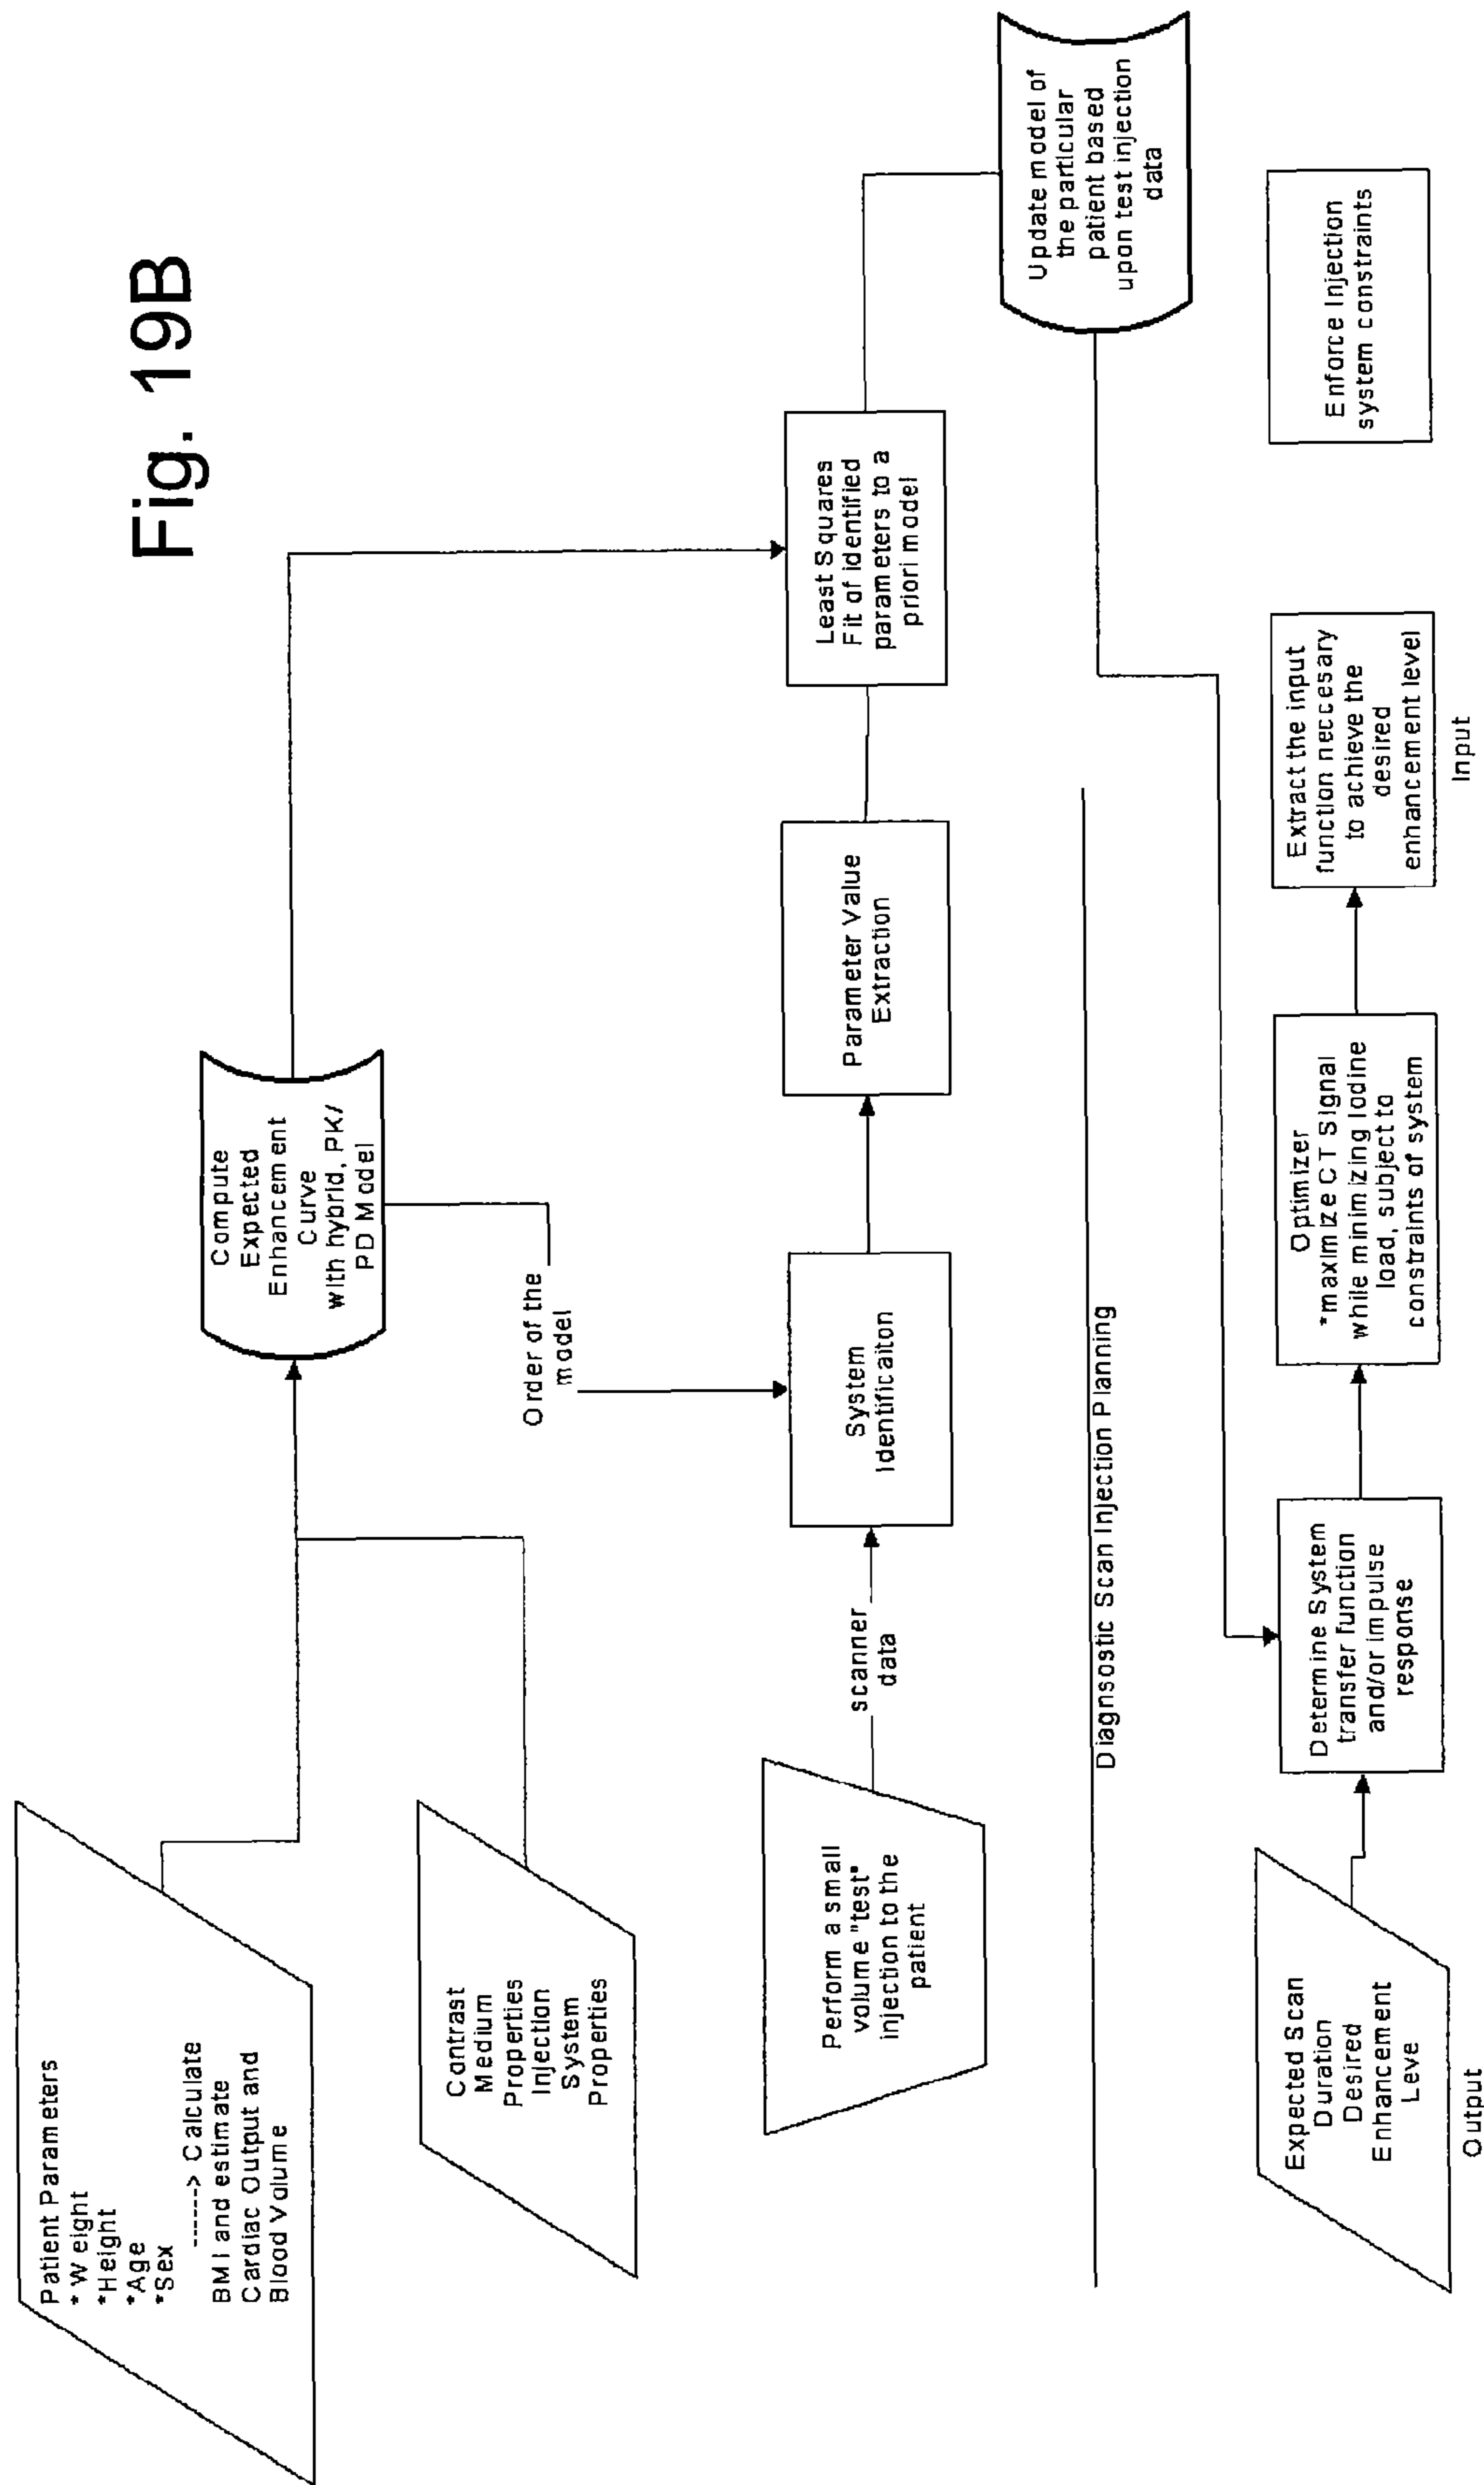 Fig. 19B
Patient Parameters
* Weight
*Height
*Age
*Sex
------> Calculate
BMI and estimate
Cardiac Output and
Blood Volume
Compute
Expected
Enhancement
Curve
with hybrid, PK/
PD Model
Contrast
Medium
Properties
Injection
System
Properties
Order of the
model
Perform a small
volume "test"
injection to the
patient
scanner
data
System
Identificaiton
Parameter Value
Extraction
Least Squares
Fit of identified
parameters to a
priori model
Update model of
the particular
patient based
upon test injection
data
Diagnsostic Scan Injection Planning
Expected Scan
Duration
Desired
Enhancement
Leve
Output
Determine System
transfer function
and/or impulse
response
Optimizer
*maximize CT Signal
while minimizing Iodine
load, subject to
constraints of system
Extract the input
function neccesary
to achieve the
desired
enhancement level
Input
Enforce Injection
system constraints